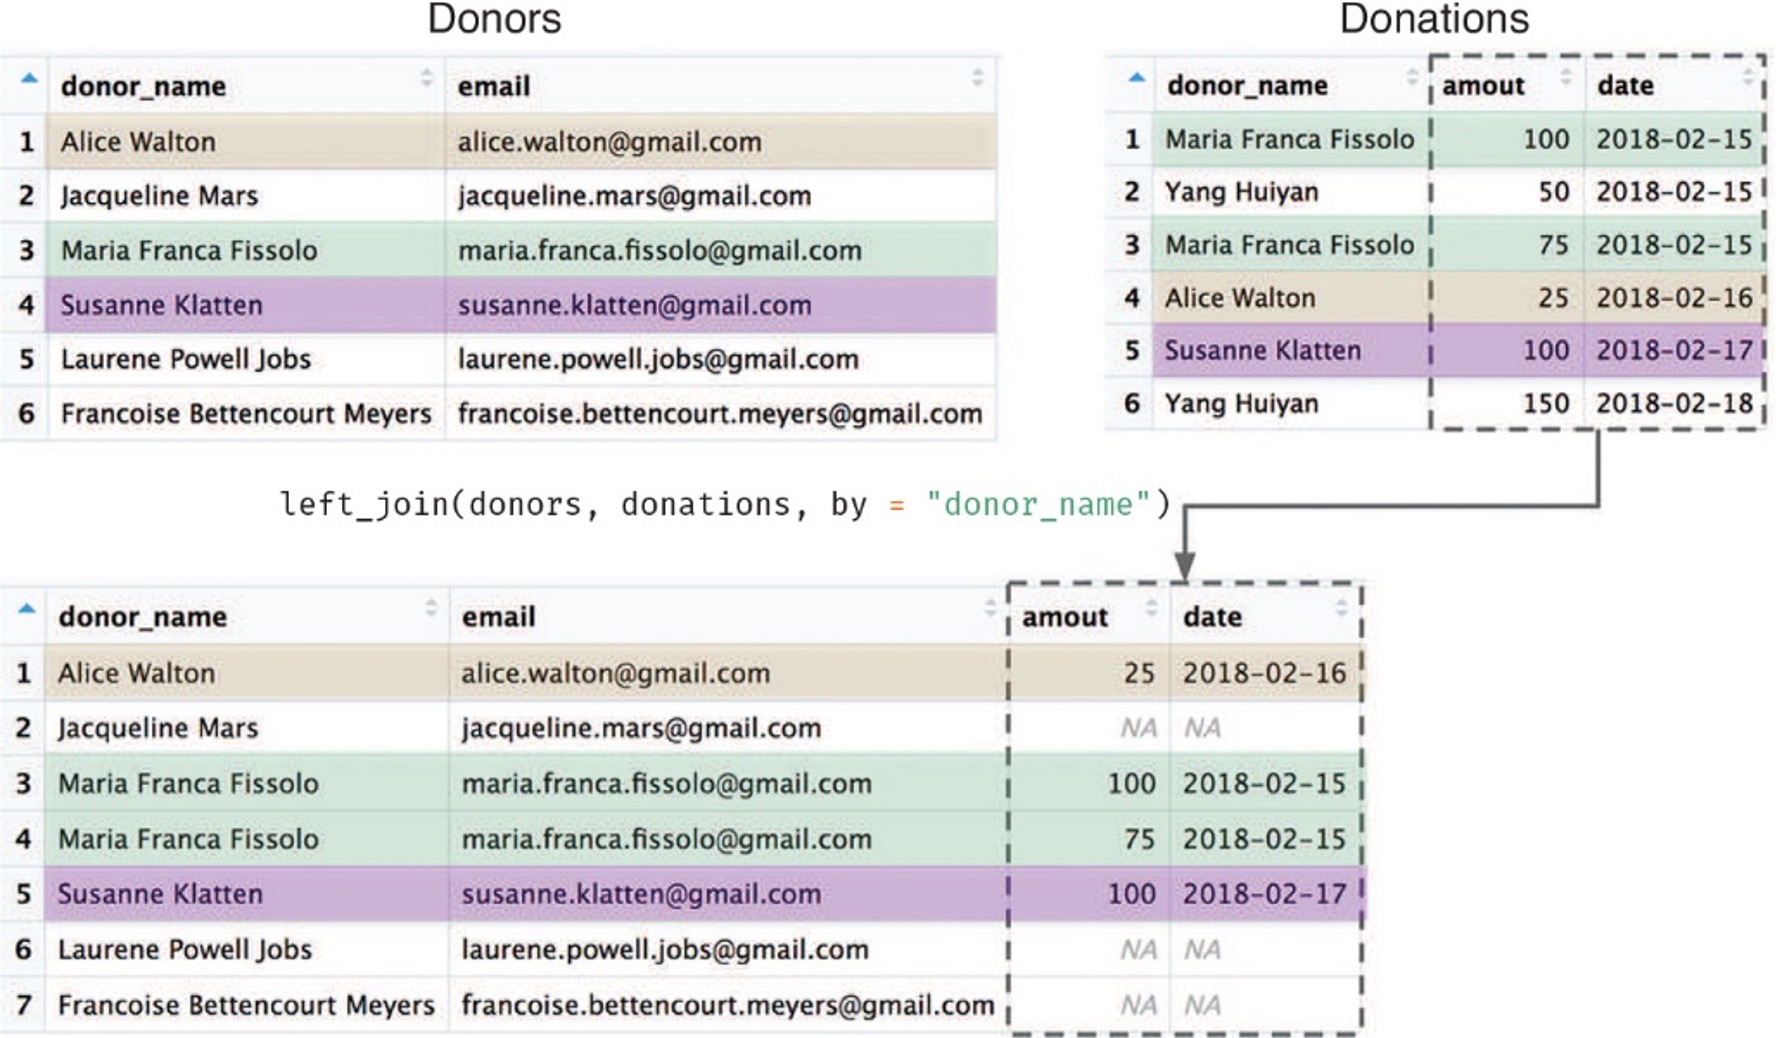 Donors
donor_name email
1 Alice Walton alice.walton@gmail.com
2 Jacqueline Mars jacqueline.mars@gmail.com
3 Maria Franca Fissolo maria.franca.fissolo@gmail.com
4 Susanne Klatten susanne.klatten@gmail.com
5 Laurene Powell Jobs laurene.powell.jobs@gmail.com
6 Francoise Bettencourt Meyers francoise.bettencourt.meyers@gmail.com
Donations
donor_name amout date
1 Maria Franca Fissolo 100 2018-02-15
2 Yang Huiyan 50 2018-02-15
3 Maria Franca Fissolo 75 2018-02-15
4 Alice Walton 25 2018-02-16
5 Susanne Klatten 100 2018-02-17
6 Yang Huiyan 150 2018-02-18
left_join(donors, donations, by = "donor_name")
donor_name email amout date
1 Alice Walton alice.walton@gmail.com 25 2018-02-16
2 Jacqueline Mars jacqueline.mars@gmail.com NA NA
3 Maria Franca Fissolo maria.franca.fissolo@gmail.com 100 2018-02-15
4 Maria Franca Fissolo maria.franca.fissolo@gmail.com 75 2018-02-15
5 Susanne Klatten susanne.klatten@gmail.com 100 2018-02-17
6 Laurene Powell Jobs laurene.powell.jobs@gmail.com NA NA
7 Francoise Bettencourt Meyers francoise.bettencourt.meyers@gmail.com NA NA